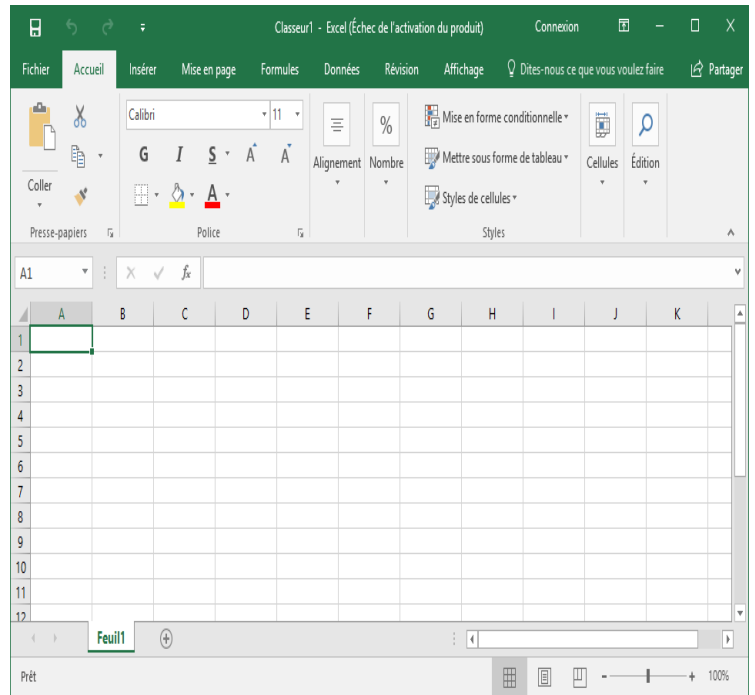 Classeur1 - Excel (Échec de l'activation du produit) Connexion
Fichier Accueil Insérer Mise en page Formules Données Révision Affichage Dites-nous ce que vous voulez faire Partager
Calibri 11
G I S A A
A
Coller
Presse-papiers
Police
Alignement
%
Nombre
Mise en forme conditionnelle
Mettre sous forme de tableau
Styles de cellules
Styles
Cellules
Édition
A1 fx
A B C D E F G H I J K
1
2
3
4
5
6
7
8
9
10
11
12
Feuil1
Prêt 100%